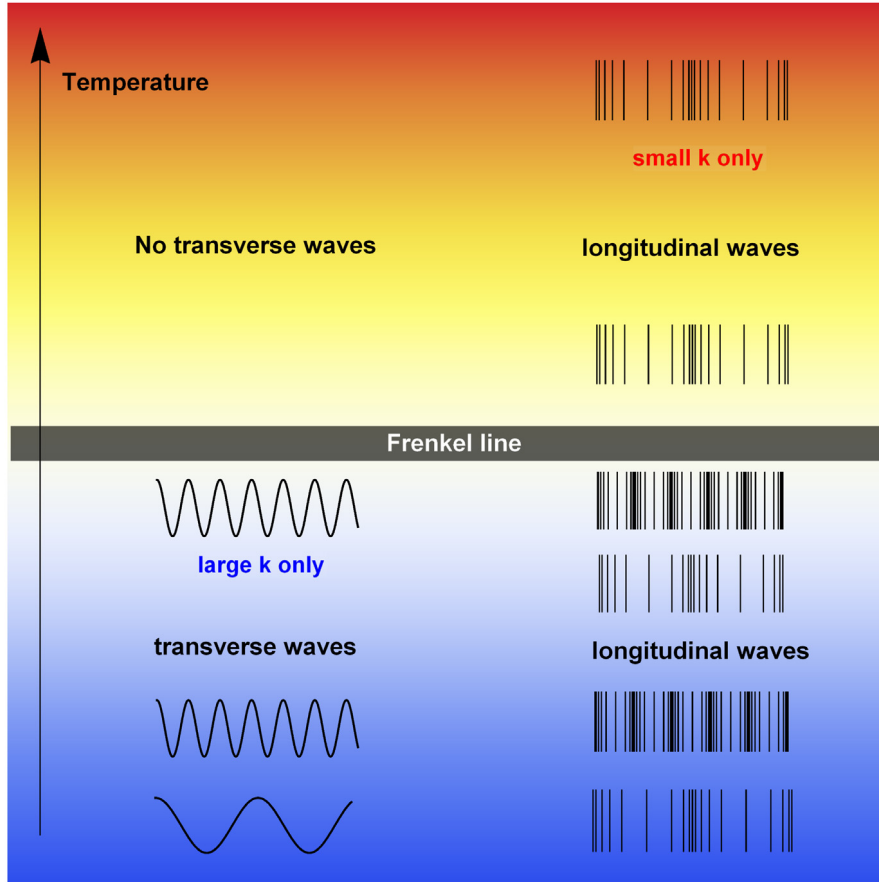 Temperature
small k only
No transverse waves
longitudinal waves
Frenkel line
large k only
transverse waves
longitudinal waves